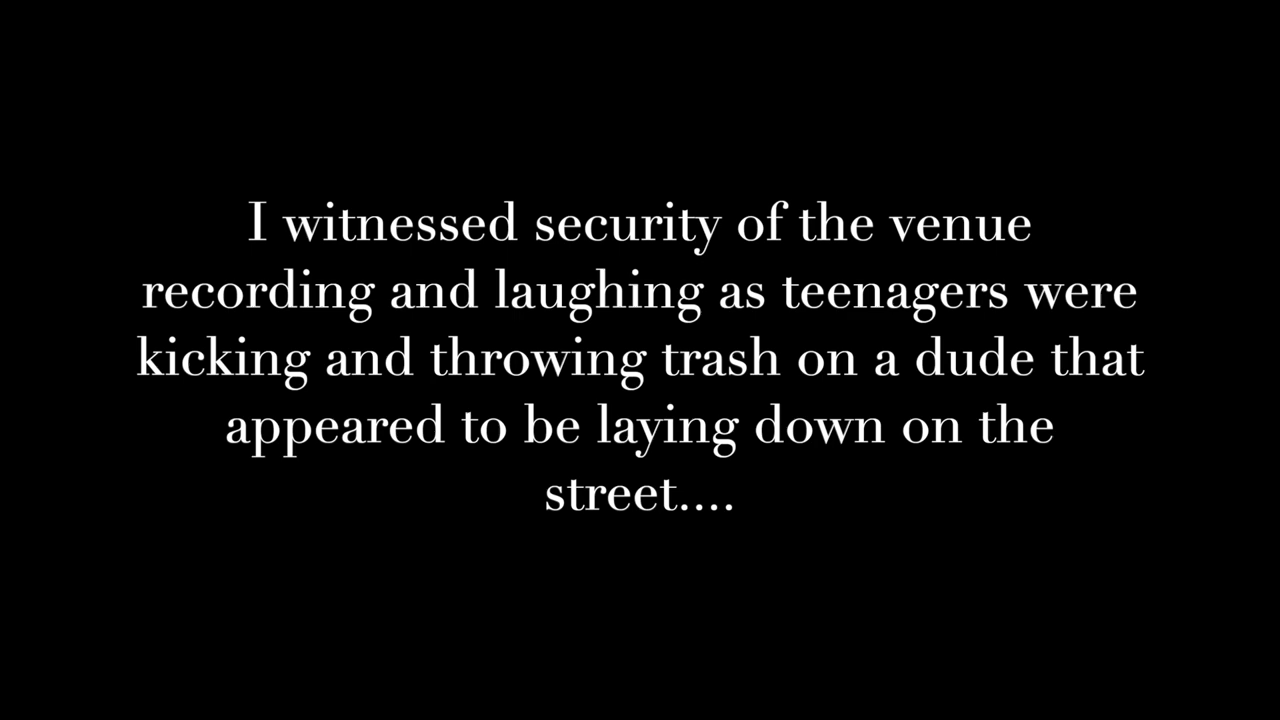 I witnessed security of the venue
recording and laughing as teenagers were
kicking and throwing trash on a dude that
appeared to be laying down on the
street....